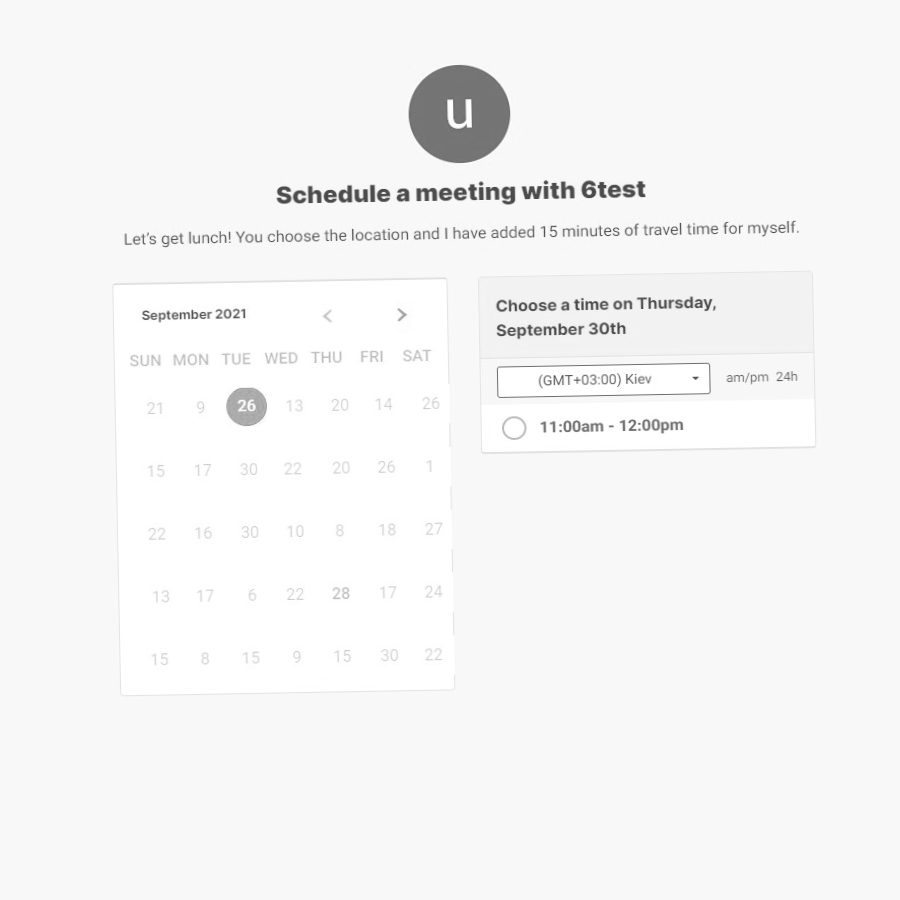 u
Schedule a meeting with 6test
Let's get lunch! You choose the location and I have added 15 minutes of travel time for myself.
September 2021
SUN MON TUE WED THU FRI SAT
21 9 26 13 20 14 26
15 17 30 22 20 26 1
22 16 30 10 8 18 27
13 17 6 22 28 17 24
15 8 15 9 15 30 22
Choose a time on Thursday,
September 30th
(GMT+03:00) Kiev am/pm 24h
11:00am - 12:00pm